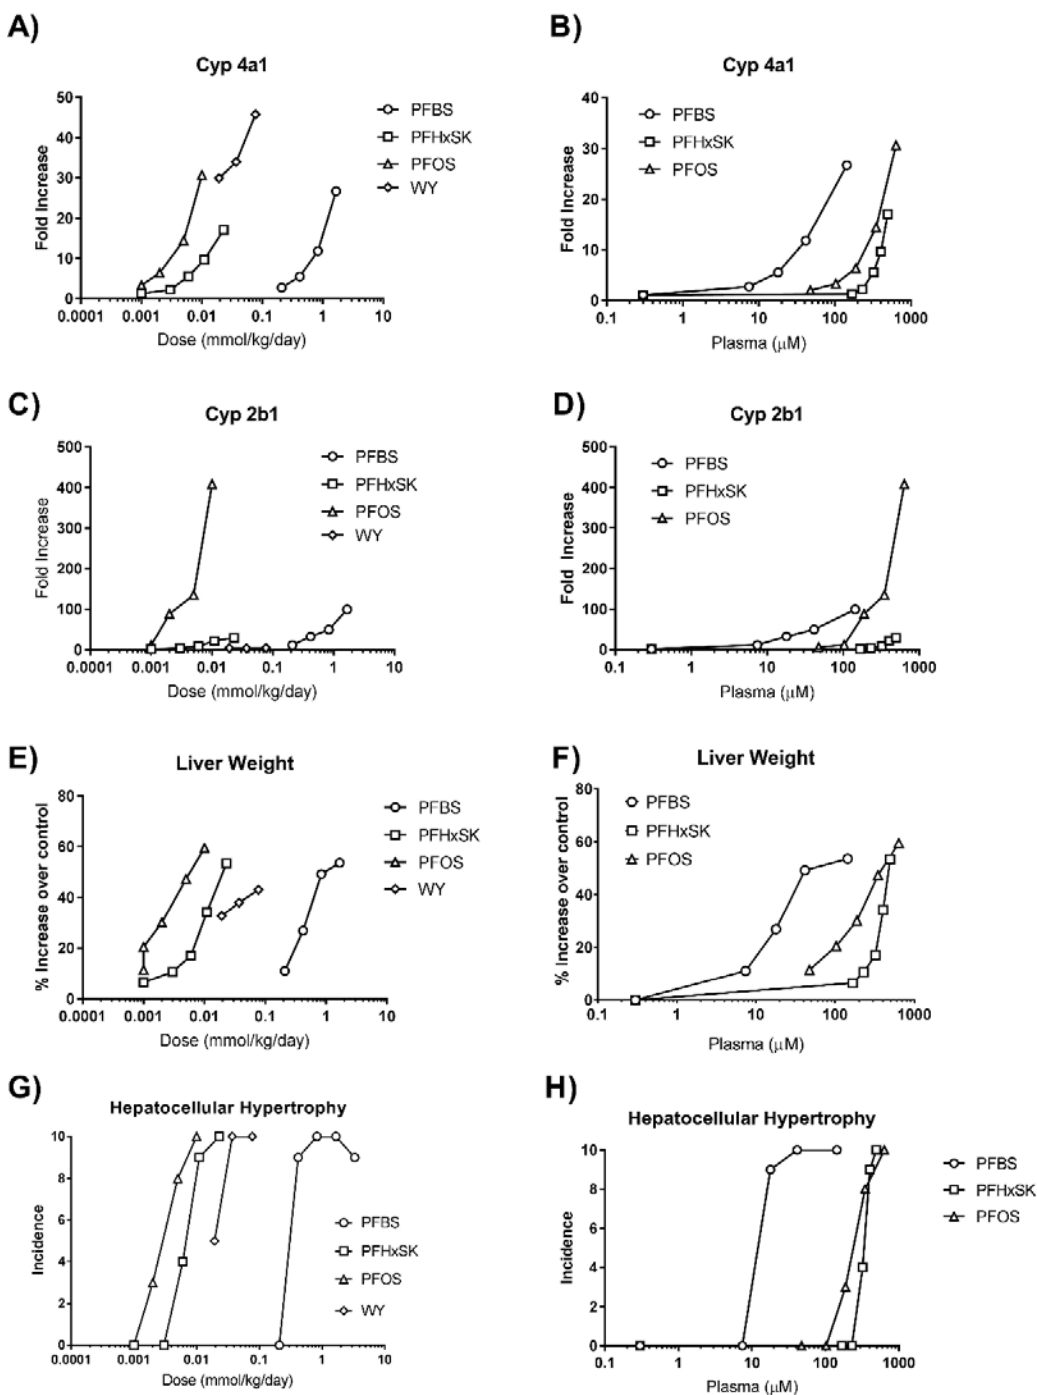 A)
Cyp 4a1
50
40
30
20
10
0
Fold Increase
0.0001 0.001 0.01 0.1 1 10
Dose (mmol/kg/day)
PFBS
PFHxSK
PFOS
WY
B)
Cyp 4a1
40
30
20
10
0
Fold Increase
0.1 1 10 100 1000
Plasma (μM)
PFBS
PFHxSK
PFOS
C)
Cyp 2b1
500
400
300
200
100
0
Fold Increase
0.0001 0.001 0.01 0.1 1 10
Dose (mmol/kg/day)
PFBS
PFHxSK
PFOS
WY
D)
Cyp 2b1
500
400
300
200
100
0
Fold Increase
0.1 1 10 100 1000
Plasma (μM)
PFBS
PFHxSK
PFOS
E)
Liver Weight
80
60
40
20
0
% Increase over control
0.0001 0.001 0.01 0.1 1 10
Dose (mmol/kg/day)
PFBS
PFHxSK
PFOS
WY
F)
Liver Weight
80
60
40
20
0
% Increase over control
0.1 1 10 100 1000
Plasma (μM)
PFBS
PFHxSK
PFOS
G)
Hepatocellular Hypertrophy
10
8
6
4
2
0
Incidence
0.0001 0.001 0.01 0.1 1 10
Dose (mmol/kg/day)
PFBS
PFHxSK
PFOS
WY
H)
Hepatocellular Hypertrophy
10
8
6
4
2
0
Incidence
0.1 1 10 100 1000
Plasma (μM)
PFBS
PFHxSK
PFOS